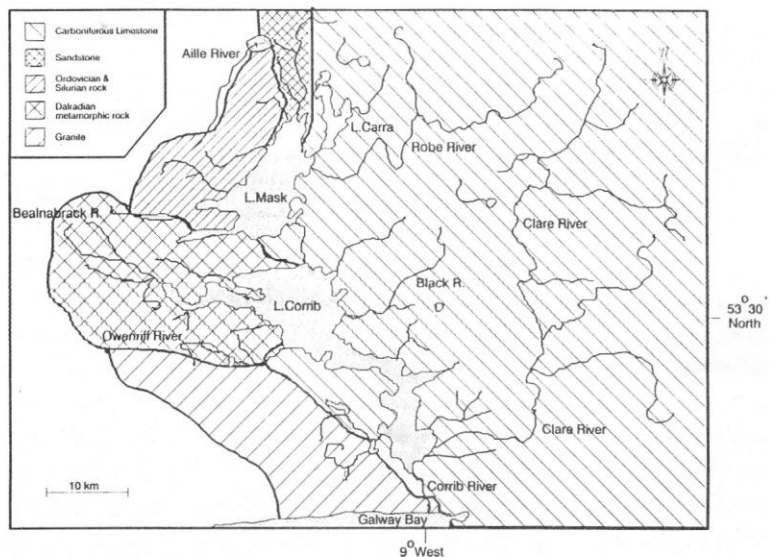 Carboniferous Limestone
Sandstone
Ordovician &
Silurian rock
Dalradian
metamorphic rock
Granite
Aille River
L.Carra
Robe River
L.Mask
Bealnabrack R.
Clare River
Black R.
L.Corrib
53° 30'
North
Owenriff River
Clare River
10 km
Corrib River
Galway Bay
9° West